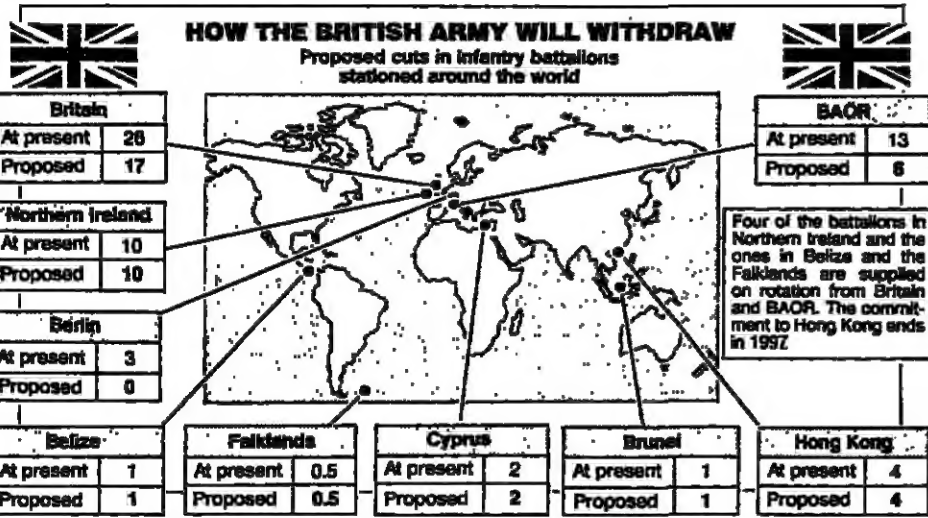 HOW THE BRITISH ARMY WILL WITHDRAW
Proposed cuts in infantry battalions
stationed around the world
Britain
At present 26
Proposed 17
Northern Ireland
At present 10
Proposed 10
Berlin
At present 3
Proposed 0
Belize
At present 1
Proposed 1
Falklands
At present 0.5
Proposed 0.5
Cyprus
At present 2
Proposed 2
Brunei
At present 1
Proposed 1
Hong Kong
At present 4
Proposed 4
BAOR
At present 13
Proposed 6
Four of the battalions in
Northern Ireland and the
ones in Belize and the
Falklands are supplied
on rotation from Britain
and BAOR. The commit-
ment to Hong Kong ends
in 1997